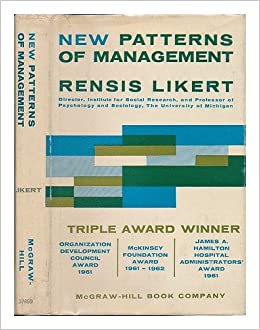 NEW PATTERNS
OF MANAGEMENT
LIKERT
McGRAW-
HILL
NEW PATTERNS
OF MANAGEMENT
RENSIS LIKERT
Director, Institute for Social Research, and Professor of
Psychology and Sociology, The University of Michigan
TRIPLE AWARD WINNER
ORGANIZATION
DEVELOPMENT
COUNCIL
AWARD
1961
McKINSEY
FOUNDATION
AWARD
1961 – 1962
JAMES A.
HAMILTON
HOSPITAL
ADMINISTRATORS'
AWARD
1961
McGRAW-HILL BOOK COMPANY